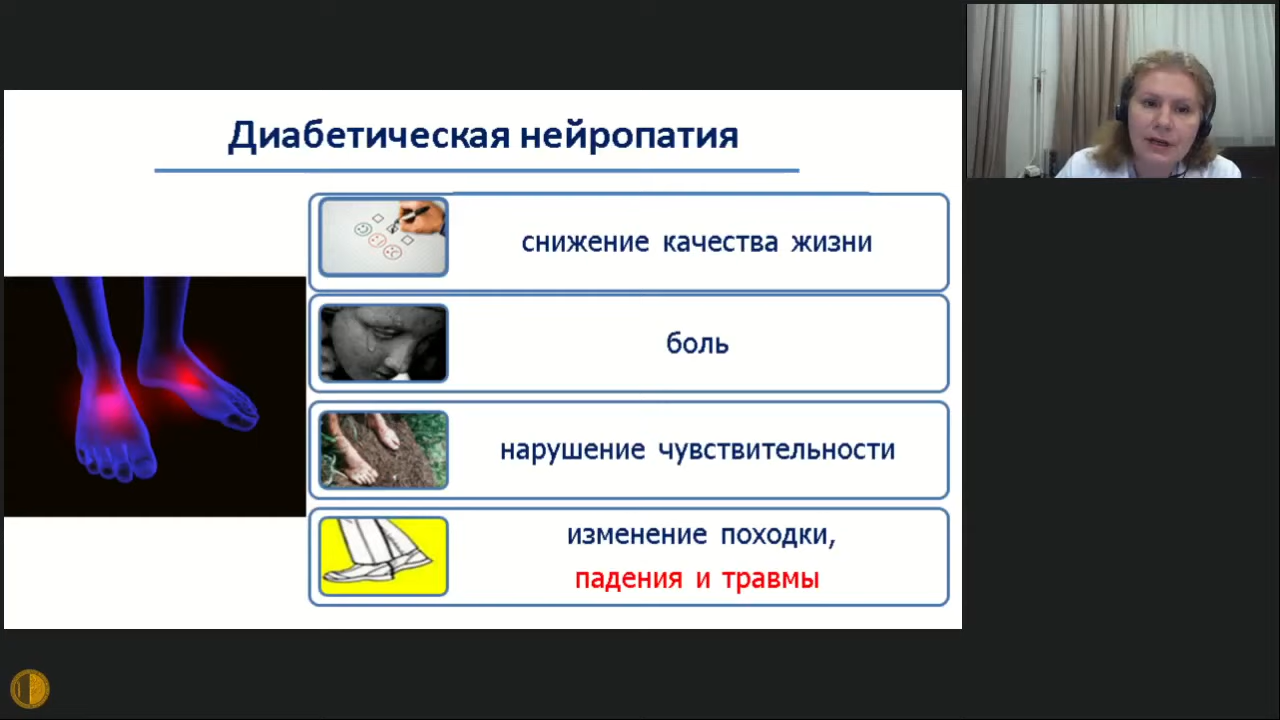 Диабетическая нейропатия
снижение качества жизни
боль
нарушение чувствительности
изменение походки,
падения и травмы